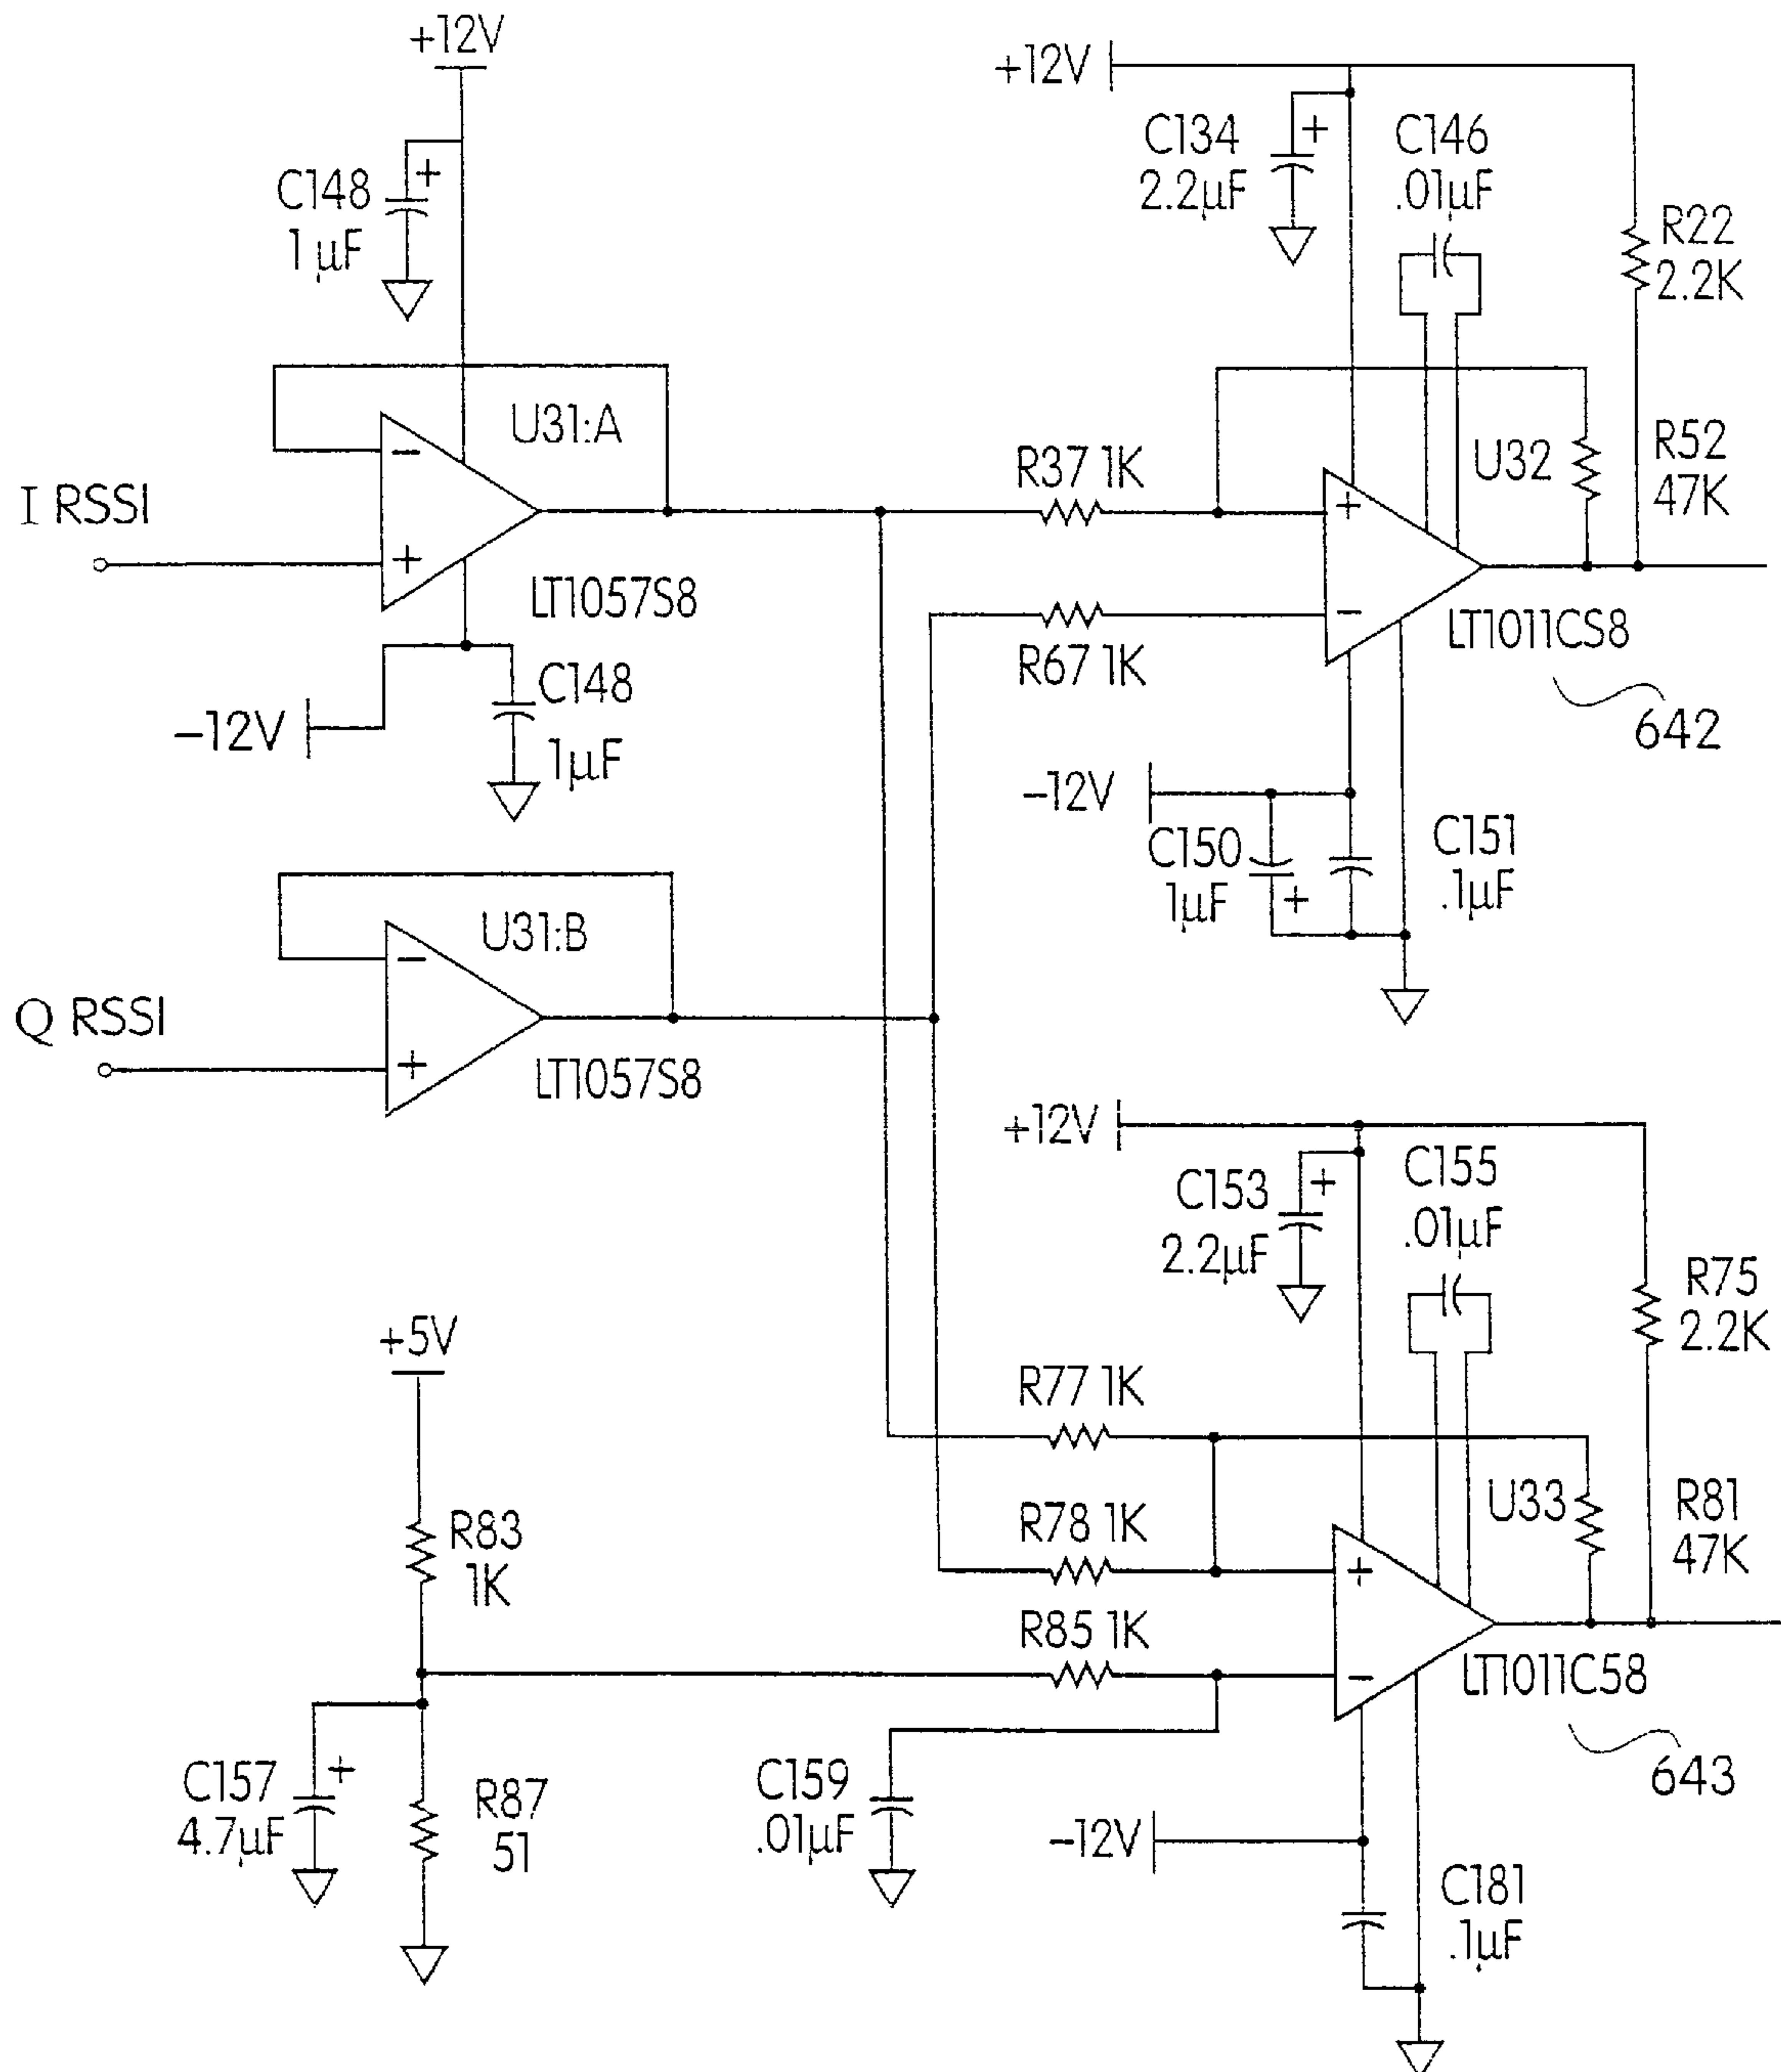 +12V
C148
1 µF
+
U31:A
−
+
I RSSI
LT1057S8
−12V
C148
1µF
U31:B
−
+
Q RSSI
LT1057S8
+12V
C134
2.2µF
+
C146
.01µF
R22
2.2K
R37 1K
U32
R52
47K
+
−
R67 1K
LT1011CS8
642
−12V
C150
1µF
+
C151
.1µF
+12V
C153
2.2µF
+
C155
.01µF
R75
2.2K
+5V
R83
1K
R77 1K
R78 1K
R85 1K
U33
R81
47K
+
−
LT1011C58
643
C157
4.7µF
+
R87
51
C159
.01µF
−12V
C181
.1µF